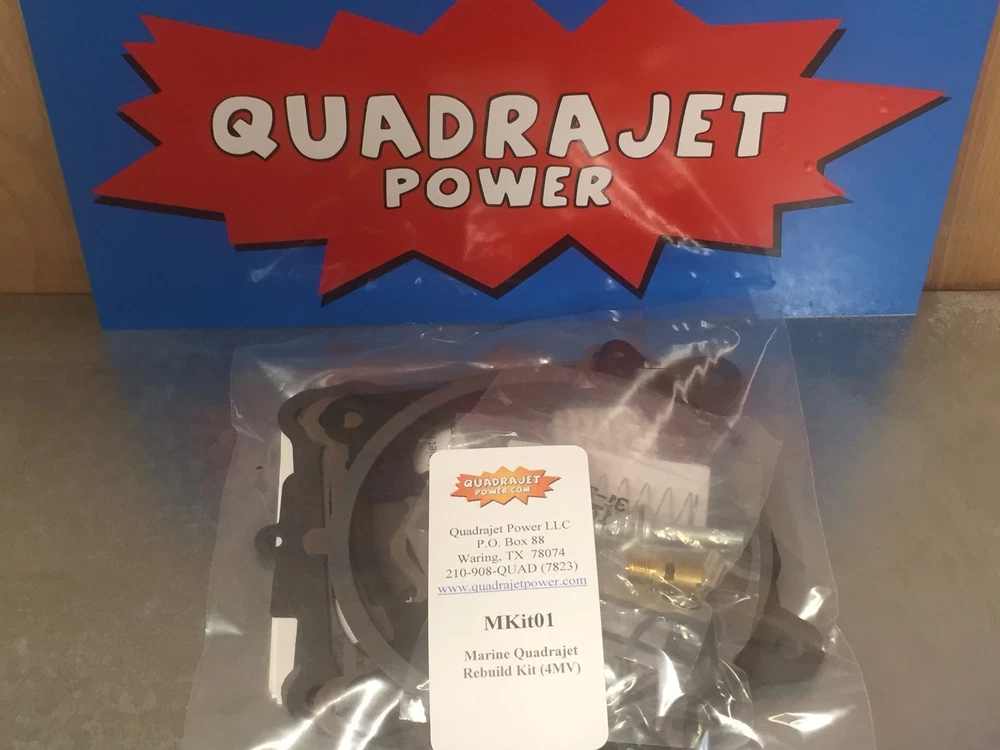 QUADRAJET
POWER
QUADRAJET
POWER.COM
Quadrajet Power LLC
P.O. Box 88
Waring, TX 78074
210-908-QUAD (7823)
www.quadrajetpower.com
MKit01
Marine Quadrajet
Rebuild Kit (4MV)